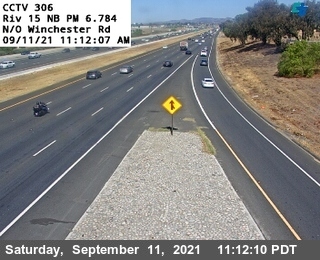 CCTV 306
Riv 15 NB PM 6.784
N/O Winchester Rd
09/11/21 11:12:07 AM
Saturday, September 11, 2021 11:12:10 PDT